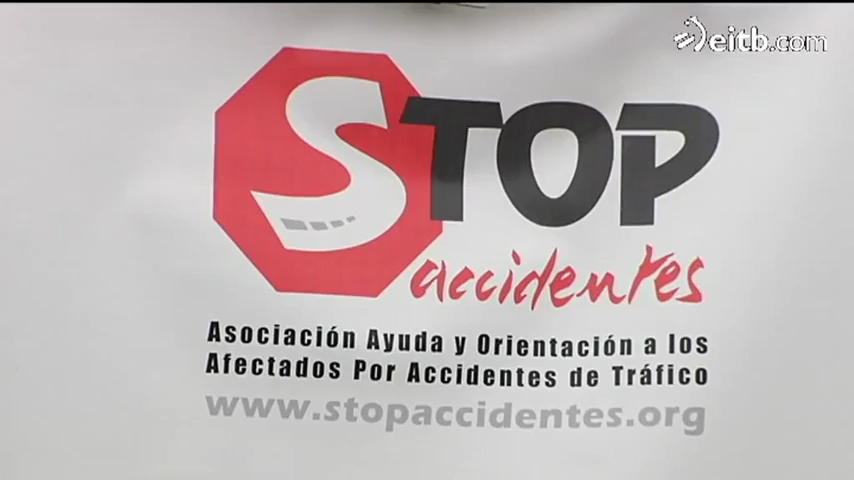 eitb.com
STOP
accidentes
Asociación Ayuda y Orientación a los
Afectados Por Accidentes de Tráfico
www.stopaccidentes.org